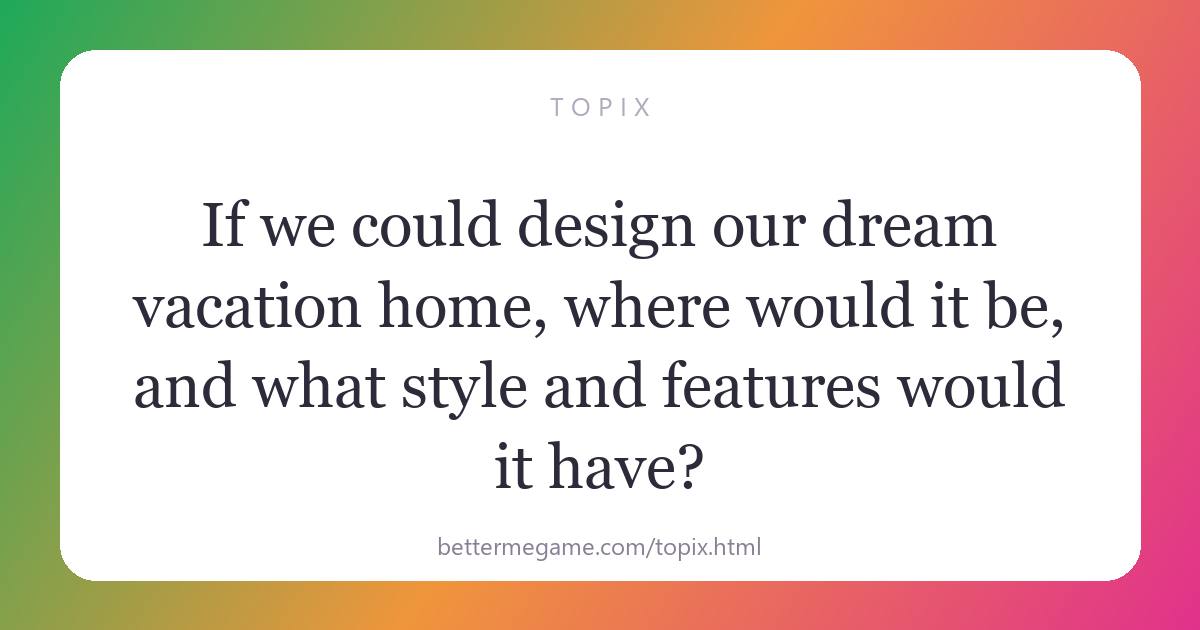 TOPIX
If we could design our dream
vacation home, where would it be,
and what style and features would
it have?
bettermegame.com/topix.html